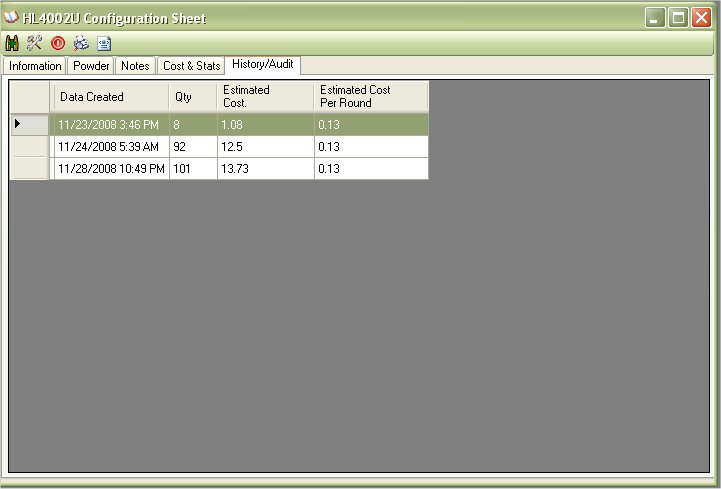 HL4002U Configuration Sheet
Information Powder Notes Cost & Stats History/Audit
Data Created Qty Estimated Cost. Estimated Cost Per Round
11/23/2008 3:46 PM 8 1.08 0.13
11/24/2008 5:39 AM 92 12.5 0.13
11/28/2008 10:49 PM 101 13.73 0.13